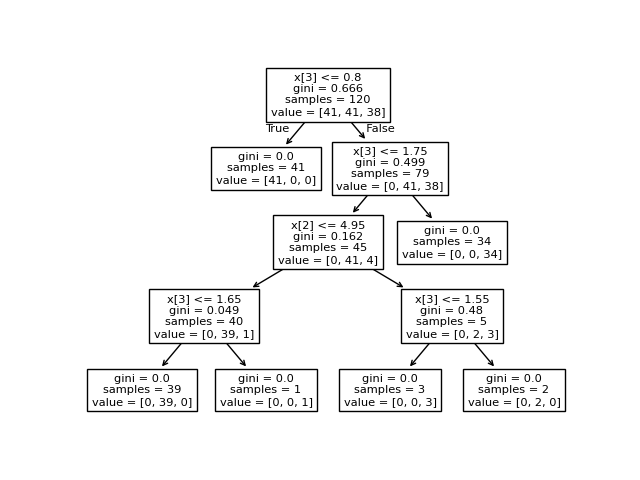 x[3] <= 0.8
gini = 0.666
samples = 120
value = [41, 41, 38]
True
False
gini = 0.0
samples = 41
value = [41, 0, 0]
x[3] <= 1.75
gini = 0.499
samples = 79
value = [0, 41, 38]
x[2] <= 4.95
gini = 0.162
samples = 45
value = [0, 41, 4]
gini = 0.0
samples = 34
value = [0, 0, 34]
x[3] <= 1.65
gini = 0.049
samples = 40
value = [0, 39, 1]
x[3] <= 1.55
gini = 0.48
samples = 5
value = [0, 2, 3]
gini = 0.0
samples = 39
value = [0, 39, 0]
gini = 0.0
samples = 1
value = [0, 0, 1]
gini = 0.0
samples = 3
value = [0, 0, 3]
gini = 0.0
samples = 2
value = [0, 2, 0]